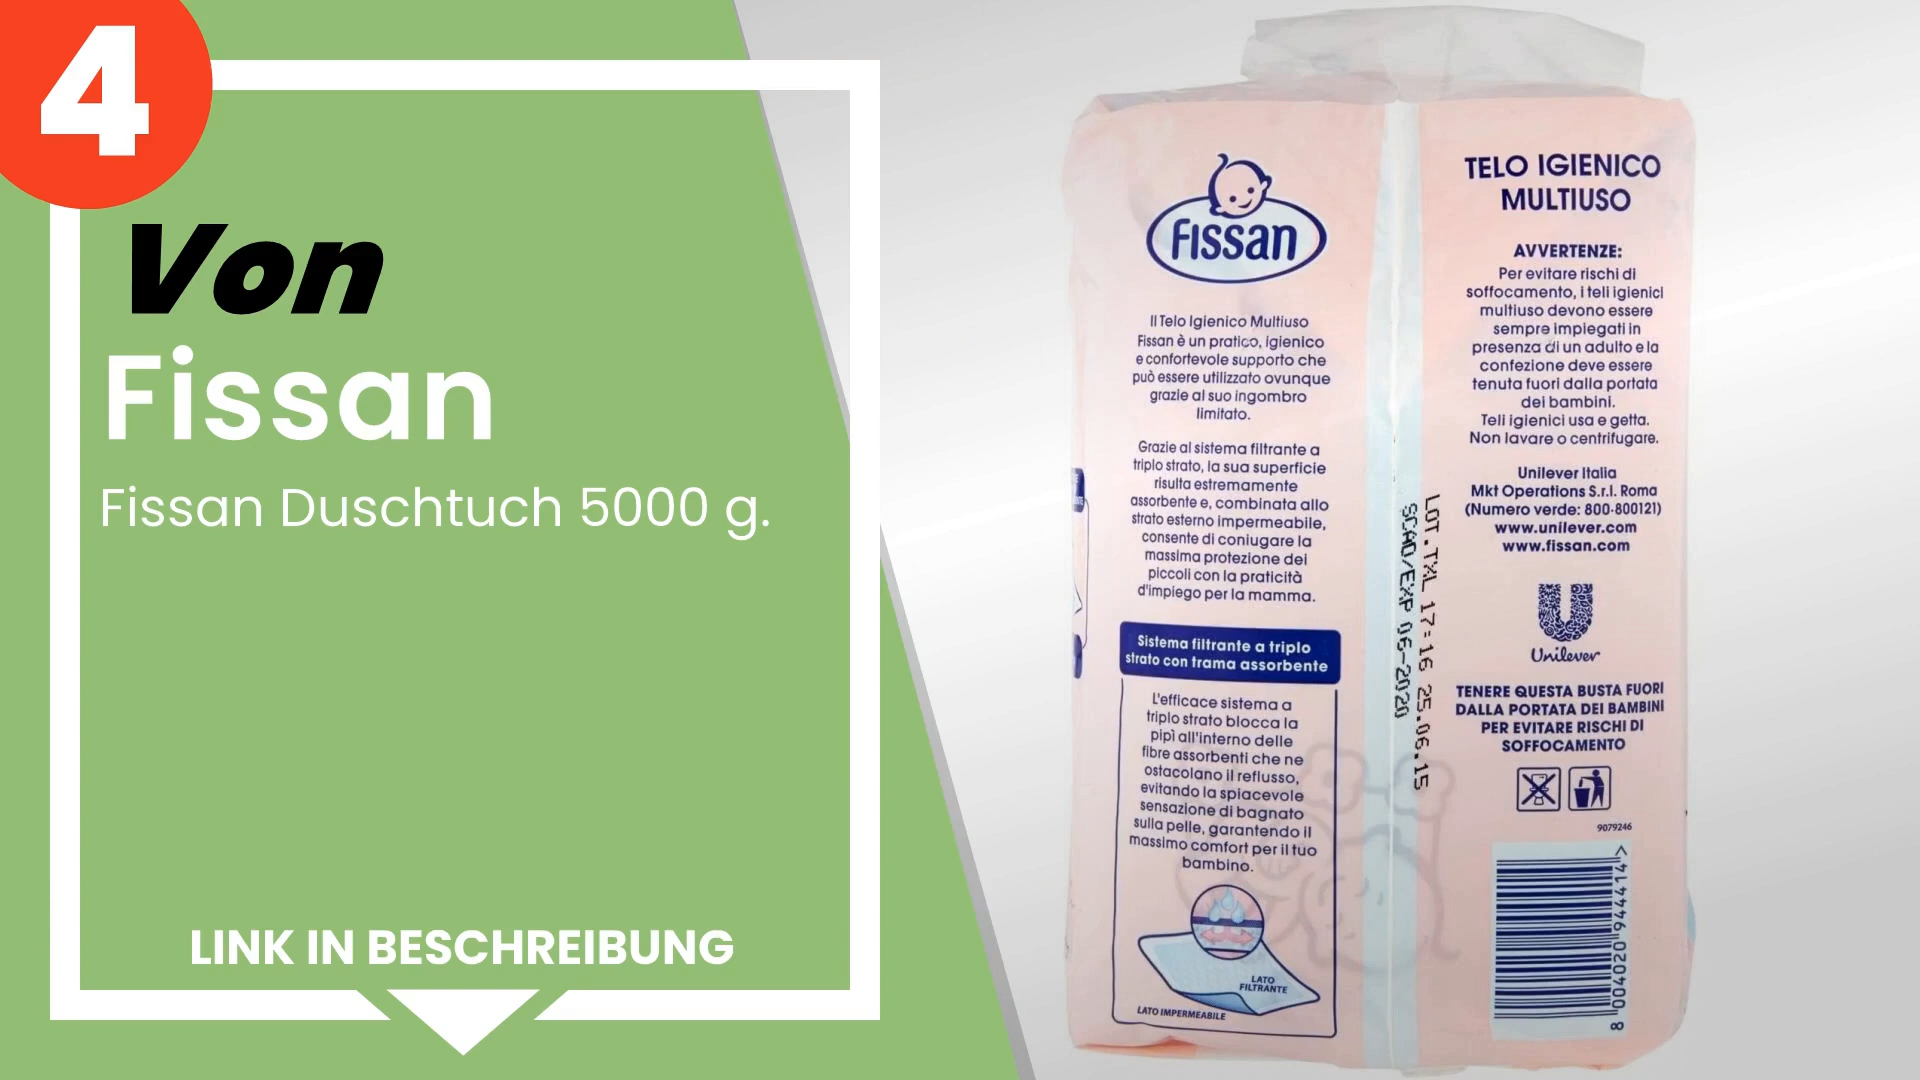 4
Von
Fissan
Fissan Duschtuch 5000 g.
LINK IN BESCHREIBUNG
Fissan
Il Telo Igienico Multiuso
Fissan è un pratico, igienico
e confortevole supporto che
può essere utilizzato ovunque
grazie al suo ingombro
limitato.
Grazie al sistema filtrante a
triplo strato, la sua superficie
risulta estremamente
assorbente e, combinata allo
strato esterno impermeabile,
consente di coniugare la
massima protezione dei
piccoli con la praticità
d'impiego per la mamma.
Sistema filtrante a triplo
strato con trama assorbente
L'efficace sistema a
triplo strato blocca la
pipì all'interno delle
fibre assorbenti che ne
ostacolano il reflusso,
evitando la spiacevole
sensazione di bagnato
sulla pelle, garantendo il
massimo comfort per il tuo
bambino.
LATO
FILTRANTE
LATO IMPERMEABILE
LOT.TXL 17:16 25.06.15
SCAD/EXP 06-2020
TELO IGIENICO
MULTIUSO
AVVERTENZE:
Per evitare rischi di
soffocamento, i teli igienici
multiuso devono essere
sempre impiegati in
presenza di un adulto e la
confezione deve essere
tenuta fuori dalla portata
dei bambini.
Teli igienici usa e getta.
Non lavare o centrifugare.
Unilever Italia
Mkt Operations S.r.l. Roma
(Numero verde: 800-800121)
www.unilever.com
www.fissan.com
Unilever
TENERE QUESTA BUSTA FUORI
DALLA PORTATA DEI BAMBINI
PER EVITARE RISCHI DI
SOFFOCAMENTO
9079246
8 004020 944414 >